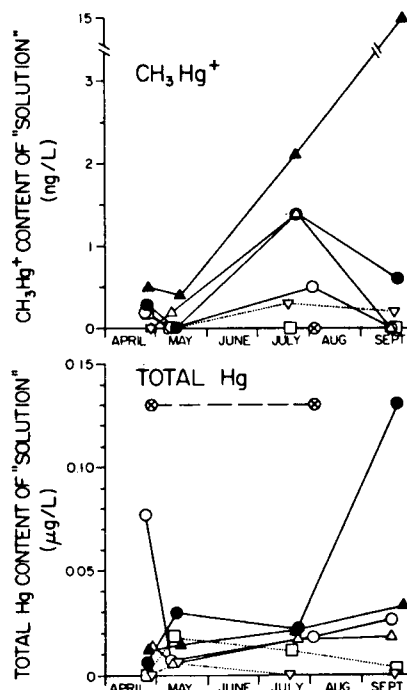 15
3
2
1
0
CH₃Hg⁺
CH₃Hg⁺ CONTENT OF "SOLUTION"
(ng/L)
APRIL MAY JUNE JULY AUG SEPT
0.15
0.10
0.05
0
TOTAL Hg
TOTAL Hg CONTENT OF "SOLUTION"
(µg/L)
APRIL MAY JUNE JULY AUG SEPT